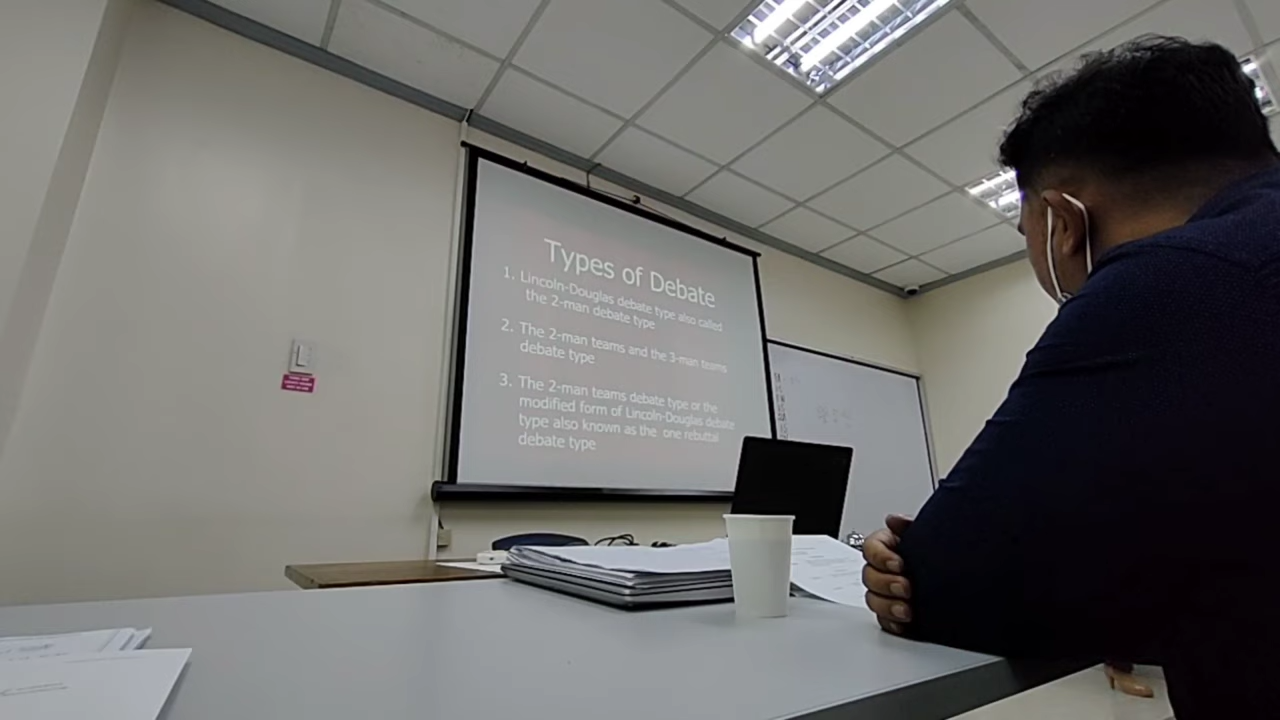 Types of Debate
1. Lincoln-Douglas debate type also called
the 2-man debate type
2. The 2-man teams and the 3-man teams
debate type
3. The 2-man teams debate type or the
modified form of Lincoln-Douglas debate
type also known as the one rebuttal
debate type